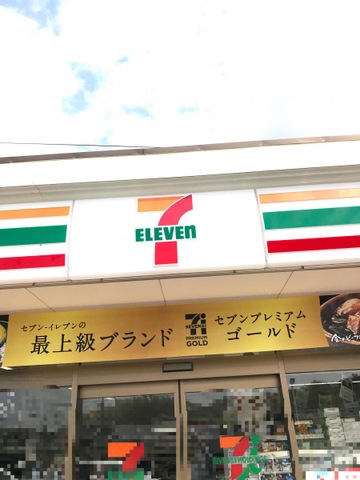 7
ELEVEn
セブン-イレブンの
最上級ブランド
SEVEN&i
PREMIUM
GOLD
セブンプレミアム
ゴールド